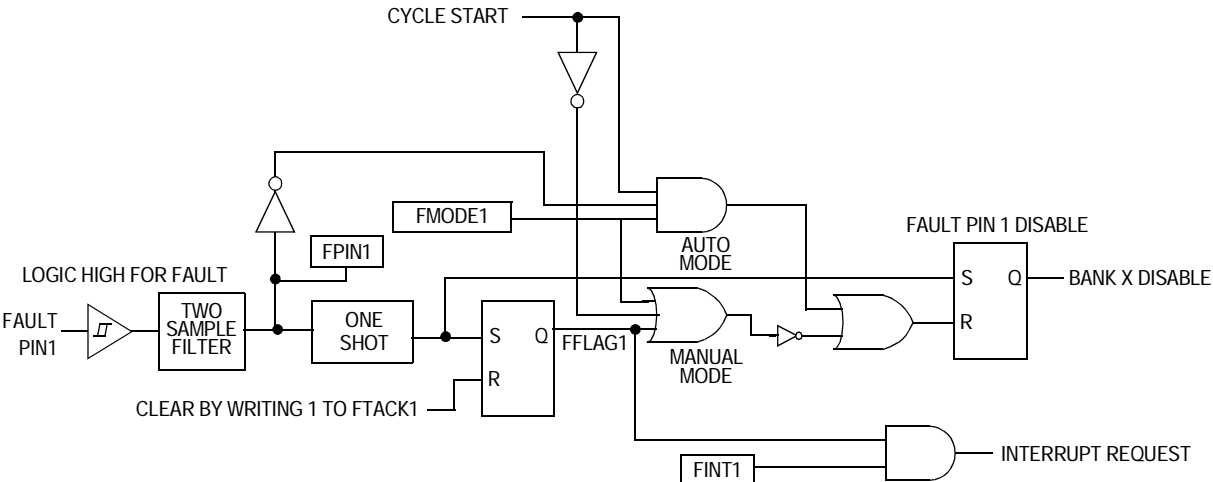 CYCLE START
FMODE1
AUTO
MODE
FAULT PIN 1 DISABLE
FPIN1
LOGIC HIGH FOR FAULT
S
Q
BANK X DISABLE
R
FAULT
PIN1
TWO
SAMPLE
FILTER
ONE
SHOT
S
Q
FFLAG1
R
MANUAL
MODE
CLEAR BY WRITING 1 TO FTACK1
INTERRUPT REQUEST
FINT1